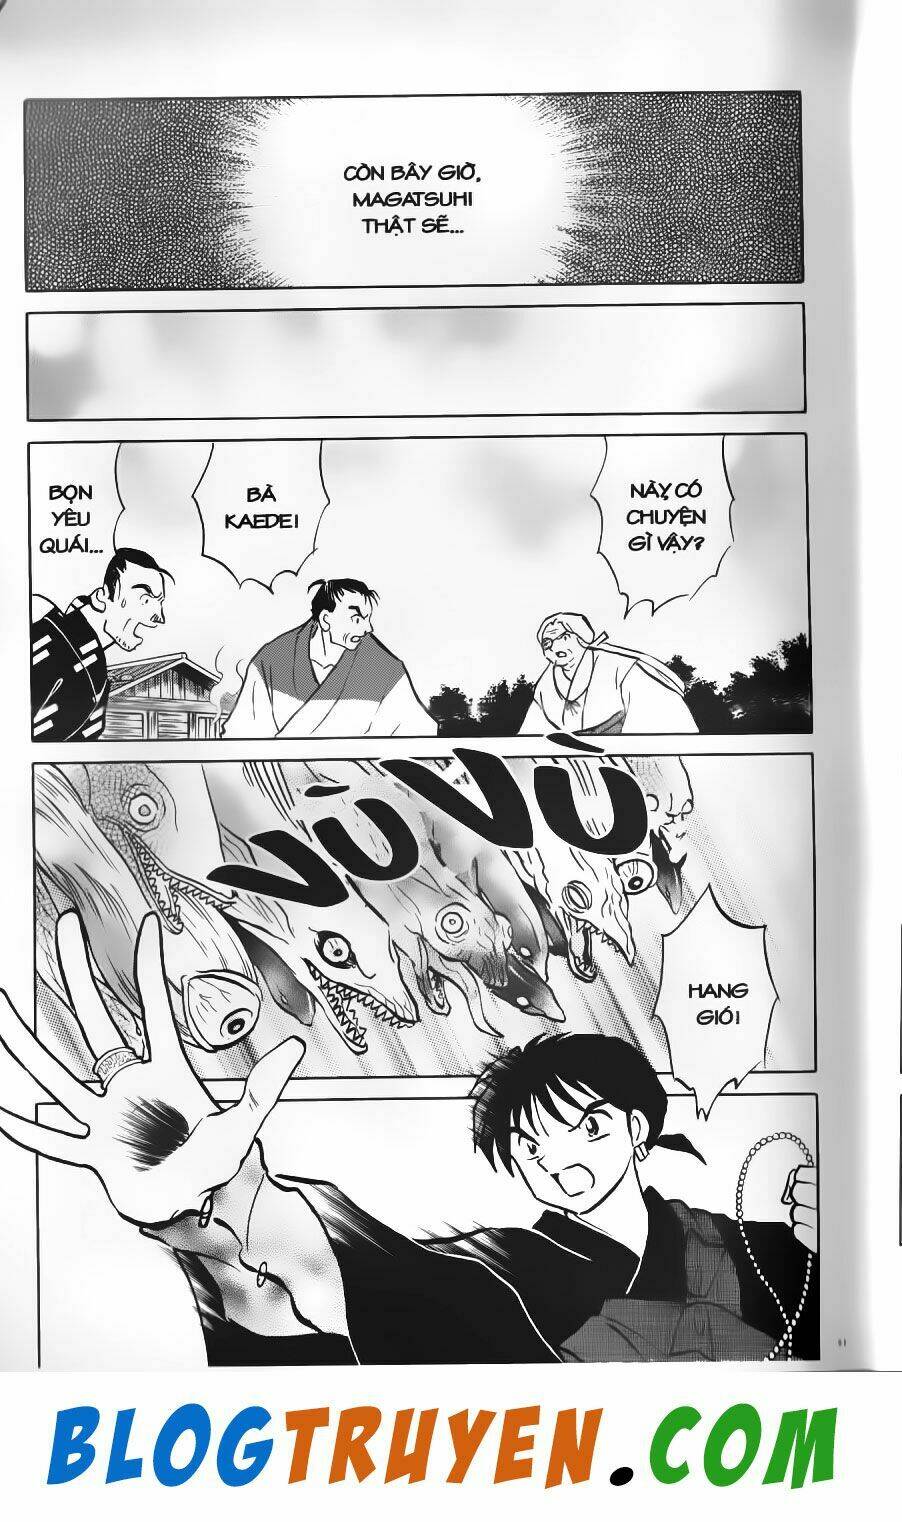 CÒN BÂY GIỜ,
MAGATSUHI
THẬT SẼ...
BỌN
YÊU
QUÁI...
BÀ
KAEDE!
NÀY, CÓ
CHUYỆN
GÌ VẬY?
VÙ VÙ
HANG
GIÓ!
BLOGTRUYEN.COM